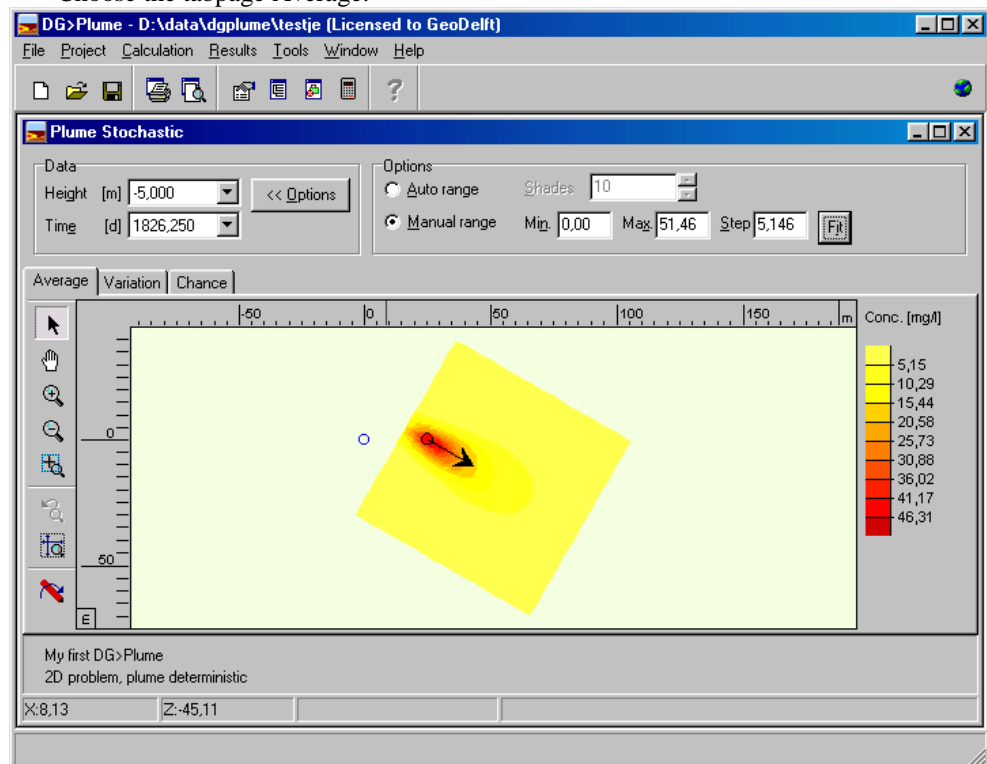 Choose the tabpage Average.
DG>Plume - D:\data\dgplume\testje (Licensed to GeoDelft)
File Project Calculation Results Tools Window Help
Plume Stochastic
Data
Height [m] -5,000
<< Options
Time [d] 1826,250
Options
Auto range Shades 10
Manual range Min. 0,00 Max. 51,46 Step 5,146 Fit
Average Variation Chance
-50 0 50 100 150 m
Conc. [mg/l]
5,15
10,29
15,44
20,58
25,73
30,88
36,02
41,17
46,31
0
50
E
My first DG>Plume
2D problem, plume deterministic
X:8,13 Z:-45,11